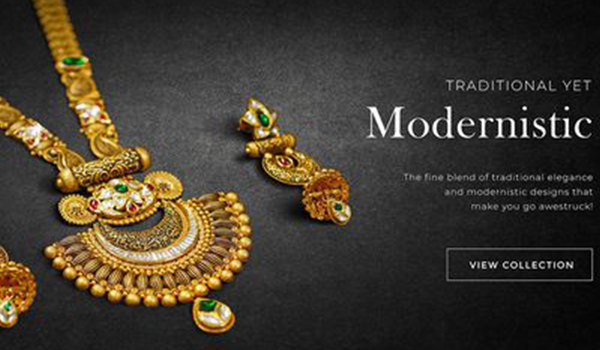 TRADITIONAL YET
Modernistic
The fine blend of traditional elegance
and modernistic designs that
make you go awestruck!
VIEW COLLECTION